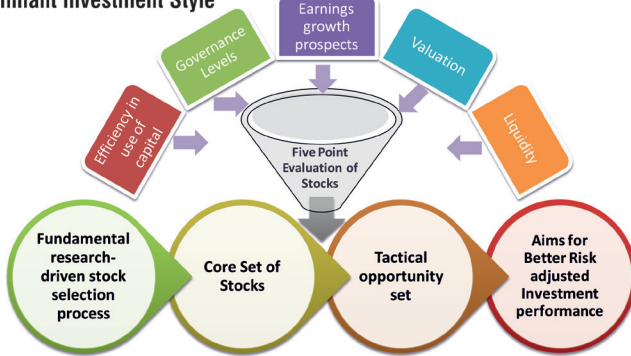 Investment Style
Efficiency in
use of
capital
Governance
Levels
Earnings
growth
prospects
Valuation
Liquidity
Five Point
Evaluation of
Stocks
Fundamental
research-
driven stock
selection
process
Core Set of
Stocks
Tactical
opportunity
set
Aims for
Better Risk
adjusted
Investment
performance